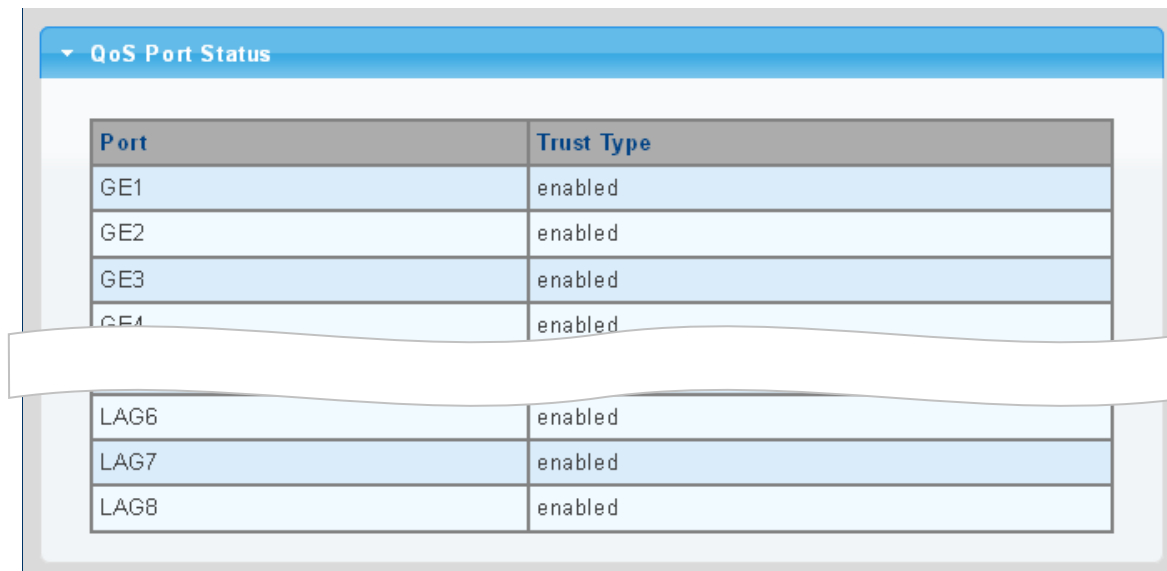 QoS Port Status
Port Trust Type
GE1 enabled
GE2 enabled
GE3 enabled
GE4 enabled
LAG6 enabled
LAG7 enabled
LAG8 enabled